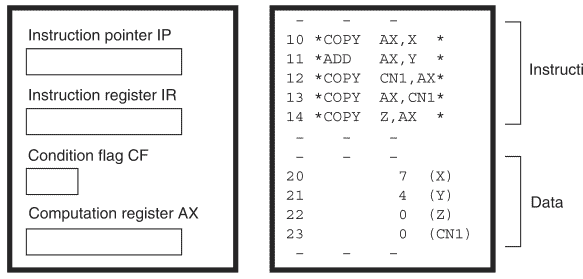 Instruction pointer IP
Instruction register IR
Condition flag CF
Computation register AX
– – –
10 *COPY AX,X *
11 *ADD AX,Y *
12 *COPY CN1,AX*
13 *COPY AX,CN1*
14 *COPY Z,AX *
– – –
– – –
20 7 (X)
21 4 (Y)
22 0 (Z)
23 0 (CN1)
– – –
Instructi
Data